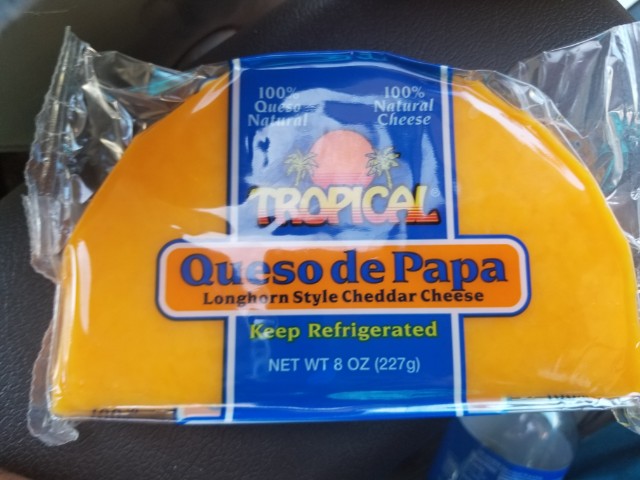 100%
Queso
Natural
100%
Natural
Cheese
TROPICAL
Queso de Papa
Longhorn Style Cheddar Cheese
Keep Refrigerated
NET WT 8 OZ (227g)